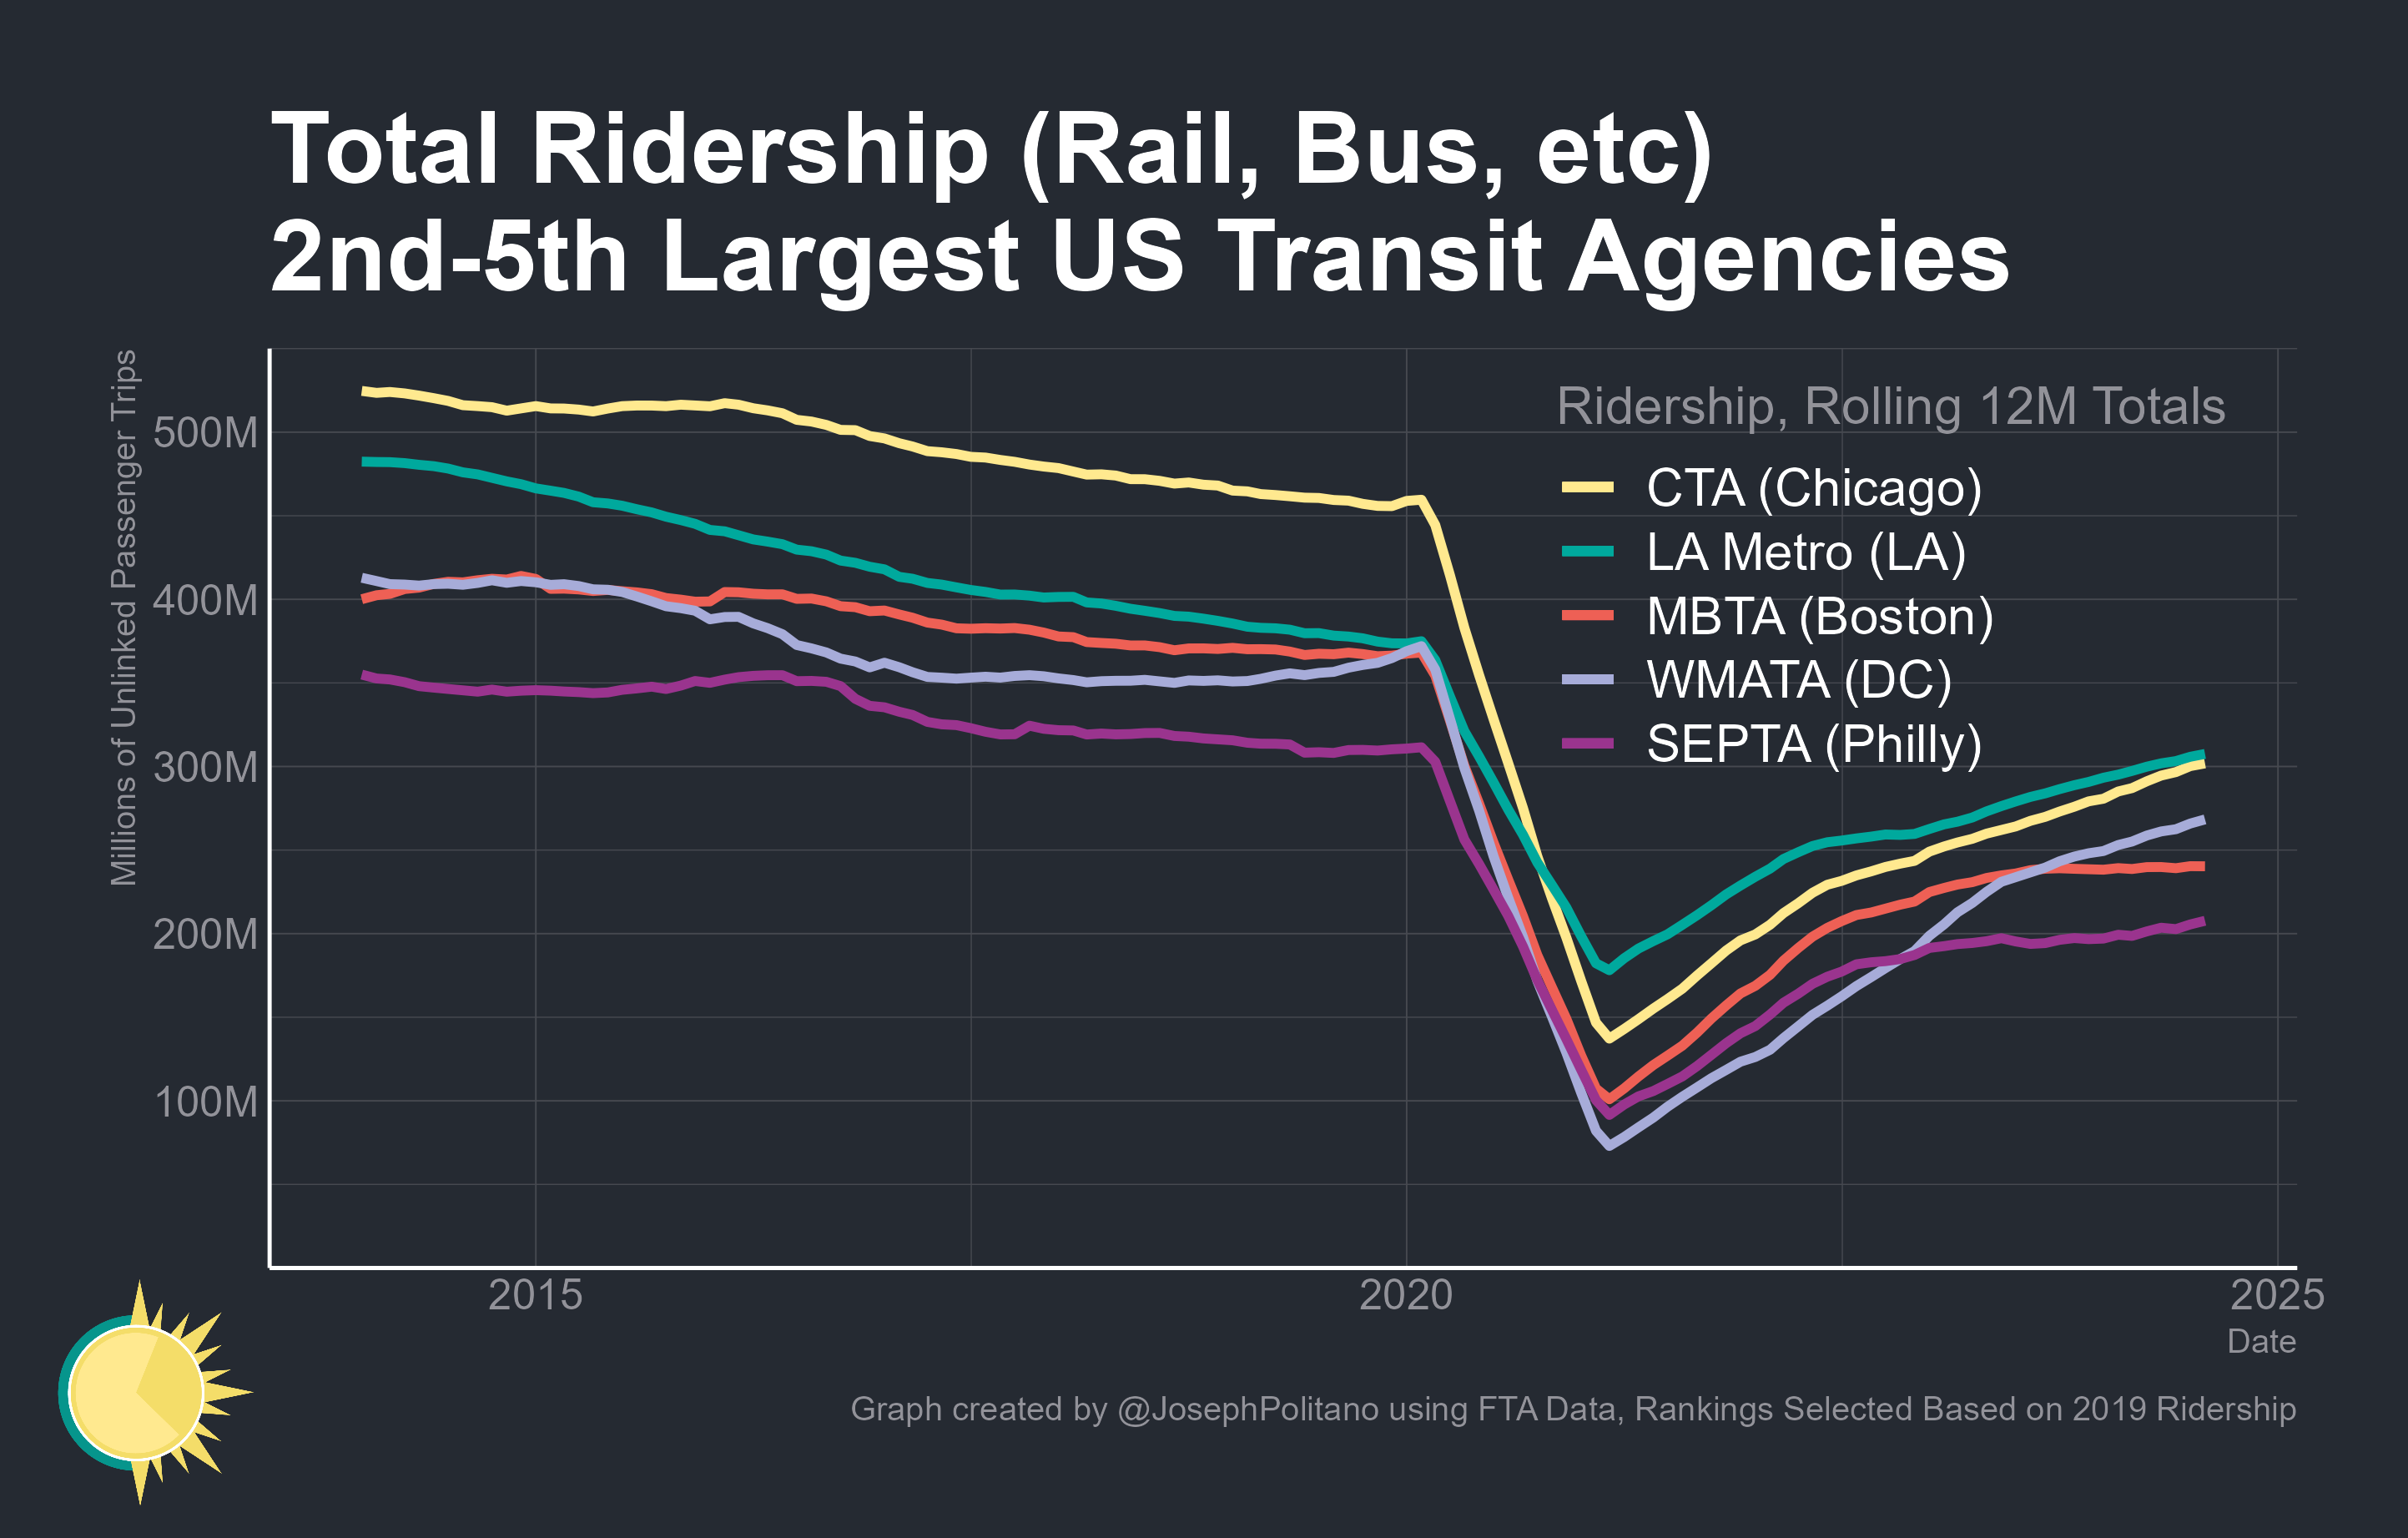 Total Ridership (Rail, Bus, etc)
2nd-5th Largest US Transit Agencies
Millions of Unlinked Passenger Trips
500M
400M
300M
200M
100M
Ridership, Rolling 12M Totals
CTA (Chicago)
LA Metro (LA)
MBTA (Boston)
WMATA (DC)
SEPTA (Philly)
2015
2020
2025
Date
Graph created by @JosephPolitano using FTA Data, Rankings Selected Based on 2019 Ridership